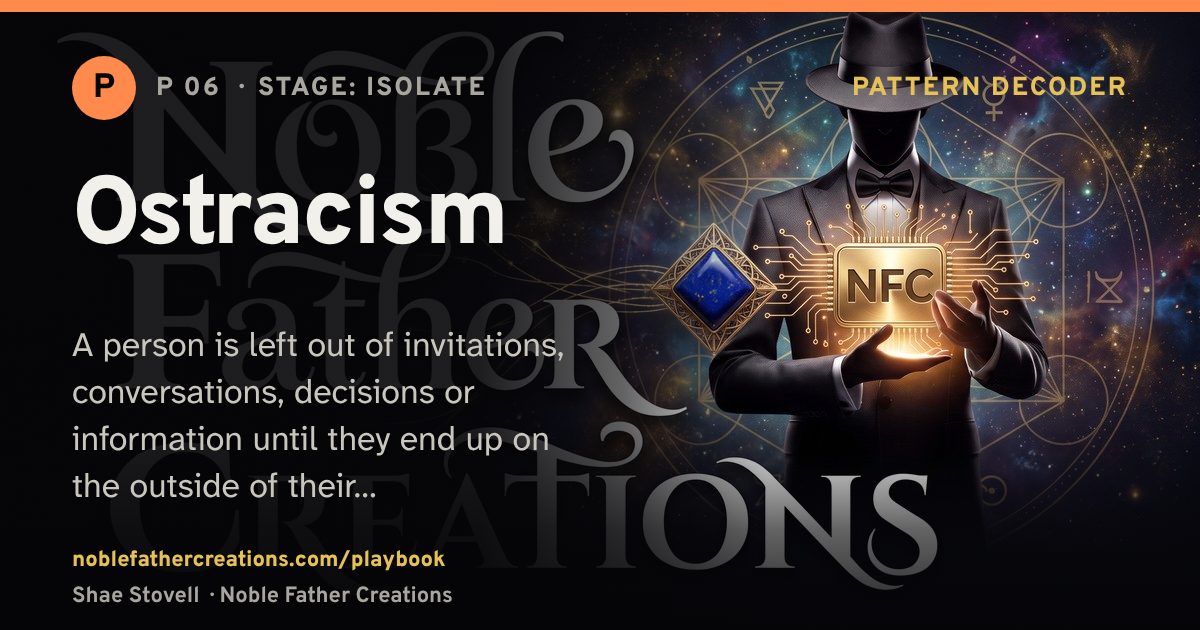 P
P 06 · STAGE: ISOLATE
PATTERN DECODER
Noble
Father
Creations
Ostracism
NFC
A person is left out of invitations,
conversations, decisions or
information until they end up on
the outside of their...
noblefathercreations.com/playbook
Shae Stovell · Noble Father Creations